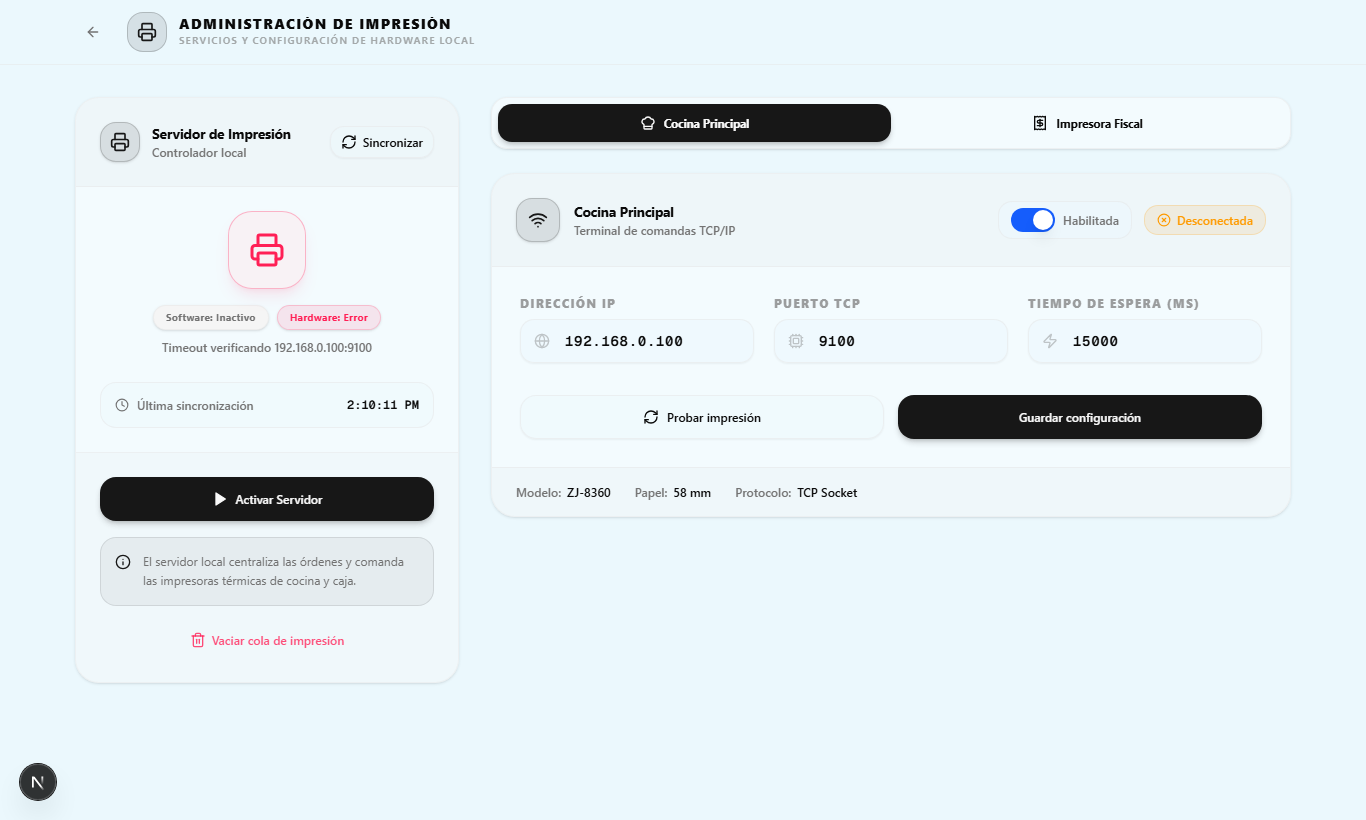 ADMINISTRACIÓN DE IMPRESIÓN
SERVICIOS Y CONFIGURACIÓN DE HARDWARE LOCAL
Servidor de Impresión
Controlador local
Sincronizar
Software: Inactivo
Hardware: Error
Timeout verificando 192.168.0.100:9100
Última sincronización
2:10:11 PM
Activar Servidor
El servidor local centraliza las órdenes y comanda
las impresoras térmicas de cocina y caja.
Vaciar cola de impresión
Cocina Principal
Impresora Fiscal
Cocina Principal
Terminal de comandas TCP/IP
Habilitada
Desconectada
DIRECCIÓN IP
192.168.0.100
PUERTO TCP
9100
TIEMPO DE ESPERA (MS)
15000
Probar impresión
Guardar configuración
Modelo: ZJ-8360
Papel: 58 mm
Protocolo: TCP Socket
N